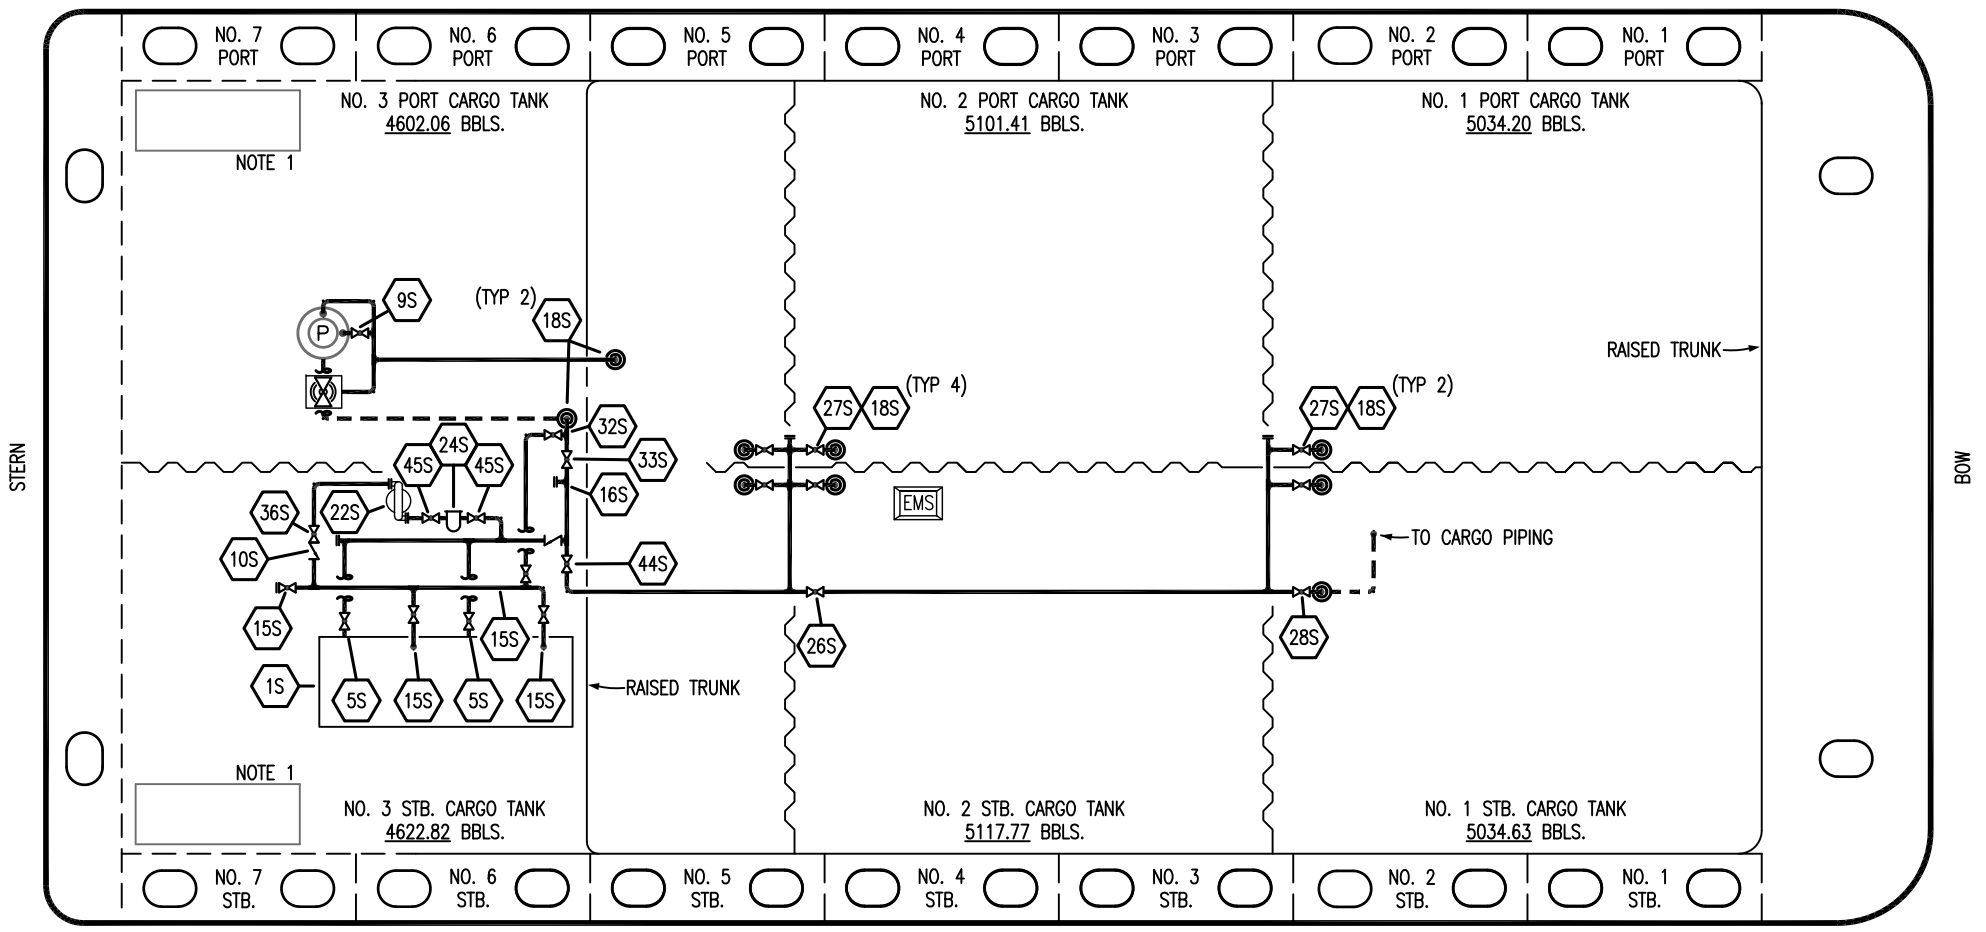 NO. 7
PORT
NO. 6
PORT
NO. 5
PORT
NO. 4
PORT
NO. 3
PORT
NO. 2
PORT
NO. 1
PORT
NO. 3 PORT CARGO TANK
4602.06 BBLS.
NO. 2 PORT CARGO TANK
5101.41 BBLS.
NO. 1 PORT CARGO TANK
5034.20 BBLS.
NOTE 1
9S
(TYP 2)
18S
P
RAISED TRUNK
27S
18S
(TYP 4)
27S
18S
(TYP 2)
STERN
BOW
32S
24S
45S
45S
33S
16S
36S
22S
EMS
10S
TO CARGO PIPING
44S
15S
15S
26S
28S
1S
5S
15S
5S
15S
RAISED TRUNK
NOTE 1
NO. 3 STB. CARGO TANK
4622.82 BBLS.
NO. 2 STB. CARGO TANK
5117.77 BBLS.
NO. 1 STB. CARGO TANK
5034.63 BBLS.
NO. 7
STB.
NO. 6
STB.
NO. 5
STB.
NO. 4
STB.
NO. 3
STB.
NO. 2
STB.
NO. 1
STB.